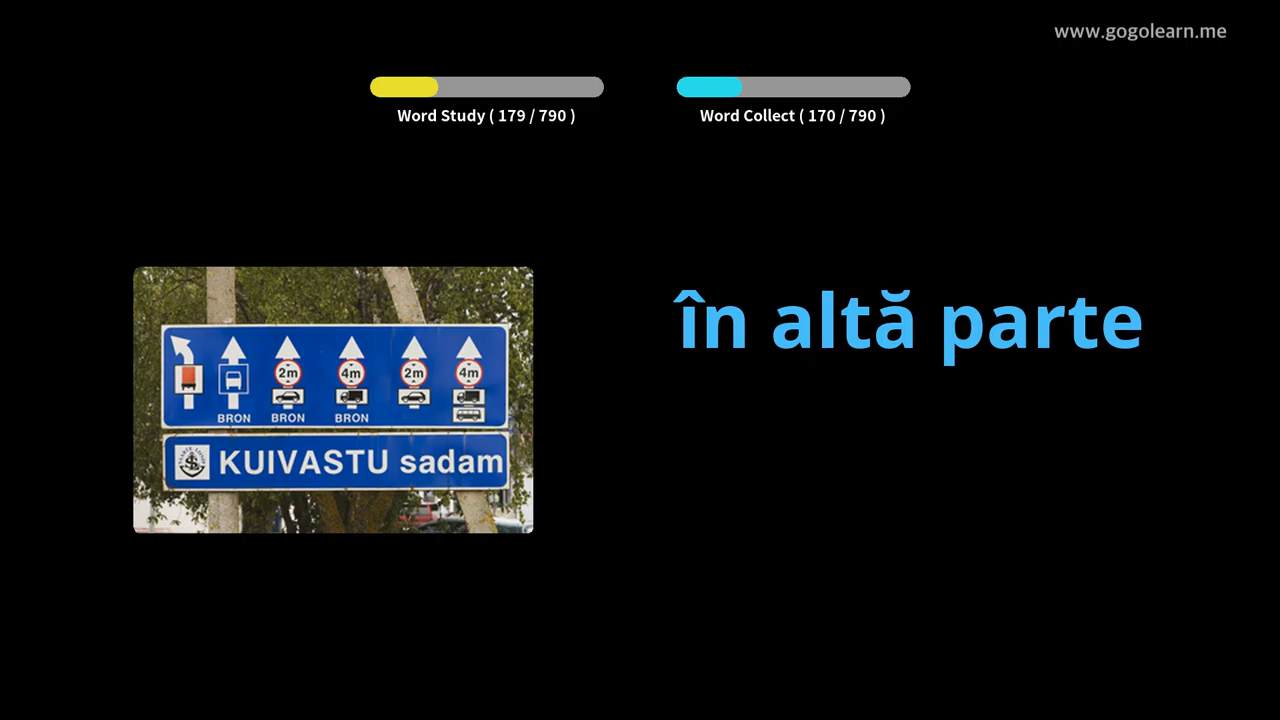 www.gogolearn.me
Word Study ( 179 / 790 )
Word Collect ( 170 / 790 )
în altă parte
2m 4m 2m 4m
BRON BRON BRON
KUIVASTU sadam